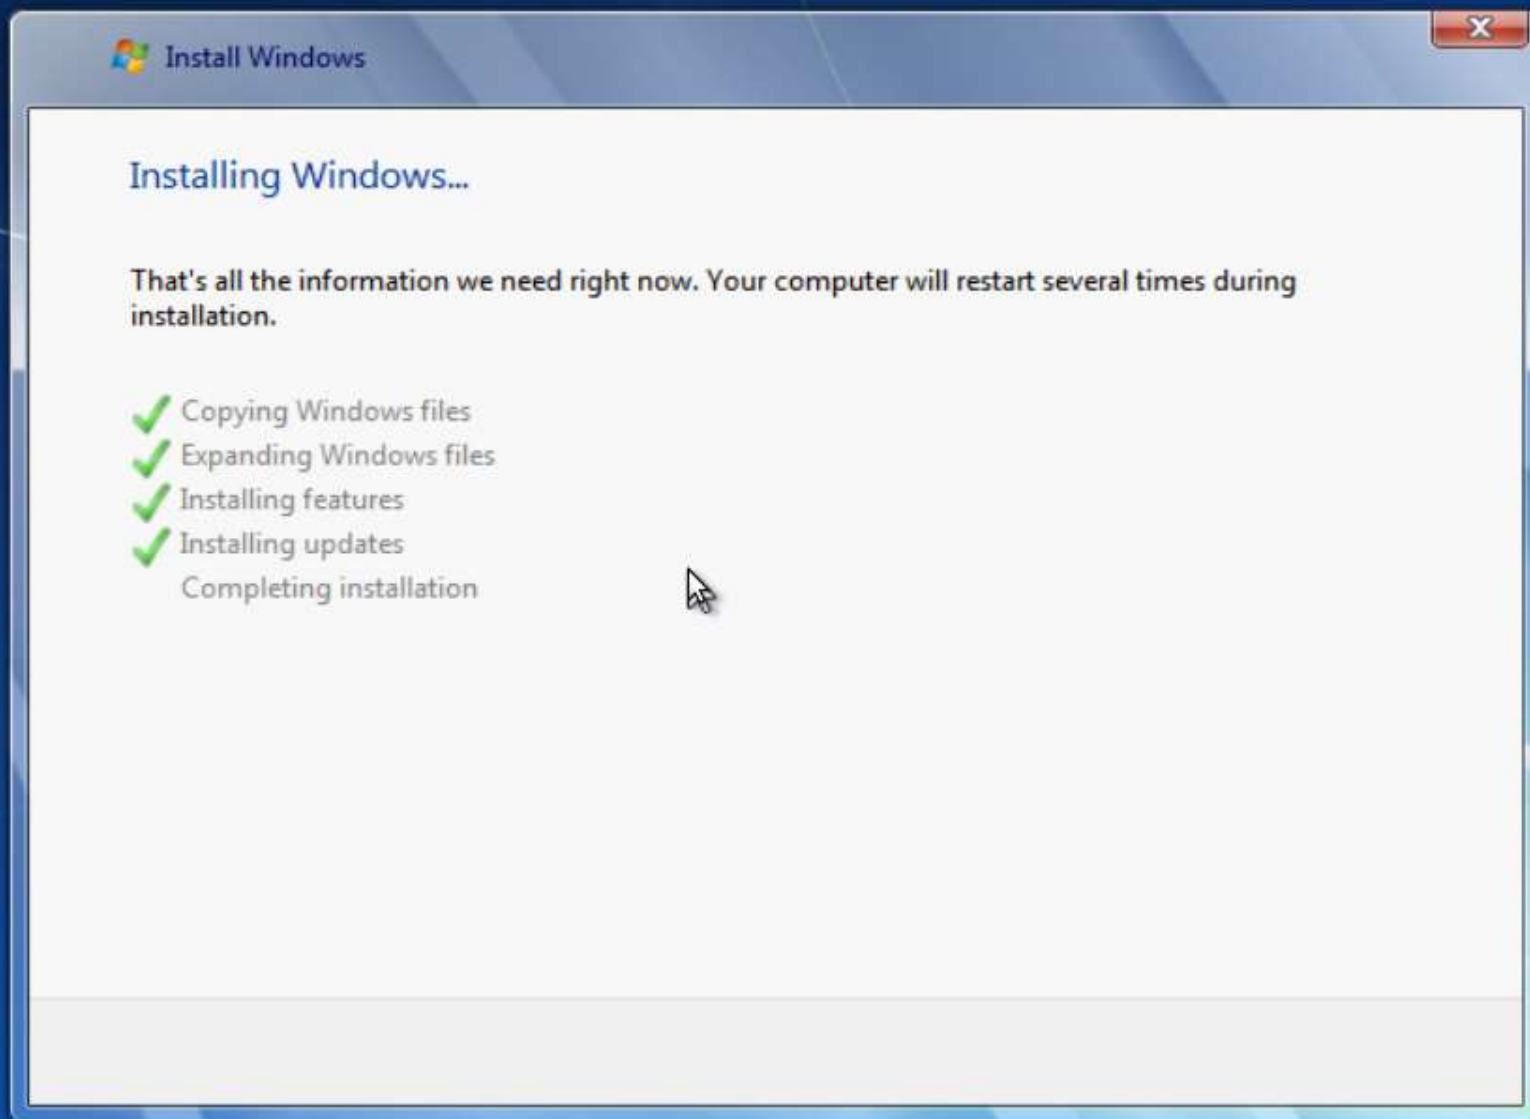 Install Windows
Installing Windows...
That's all the information we need right now. Your computer will restart several times during
installation.
Copying Windows files
Expanding Windows files
Installing features
Installing updates
Completing installation